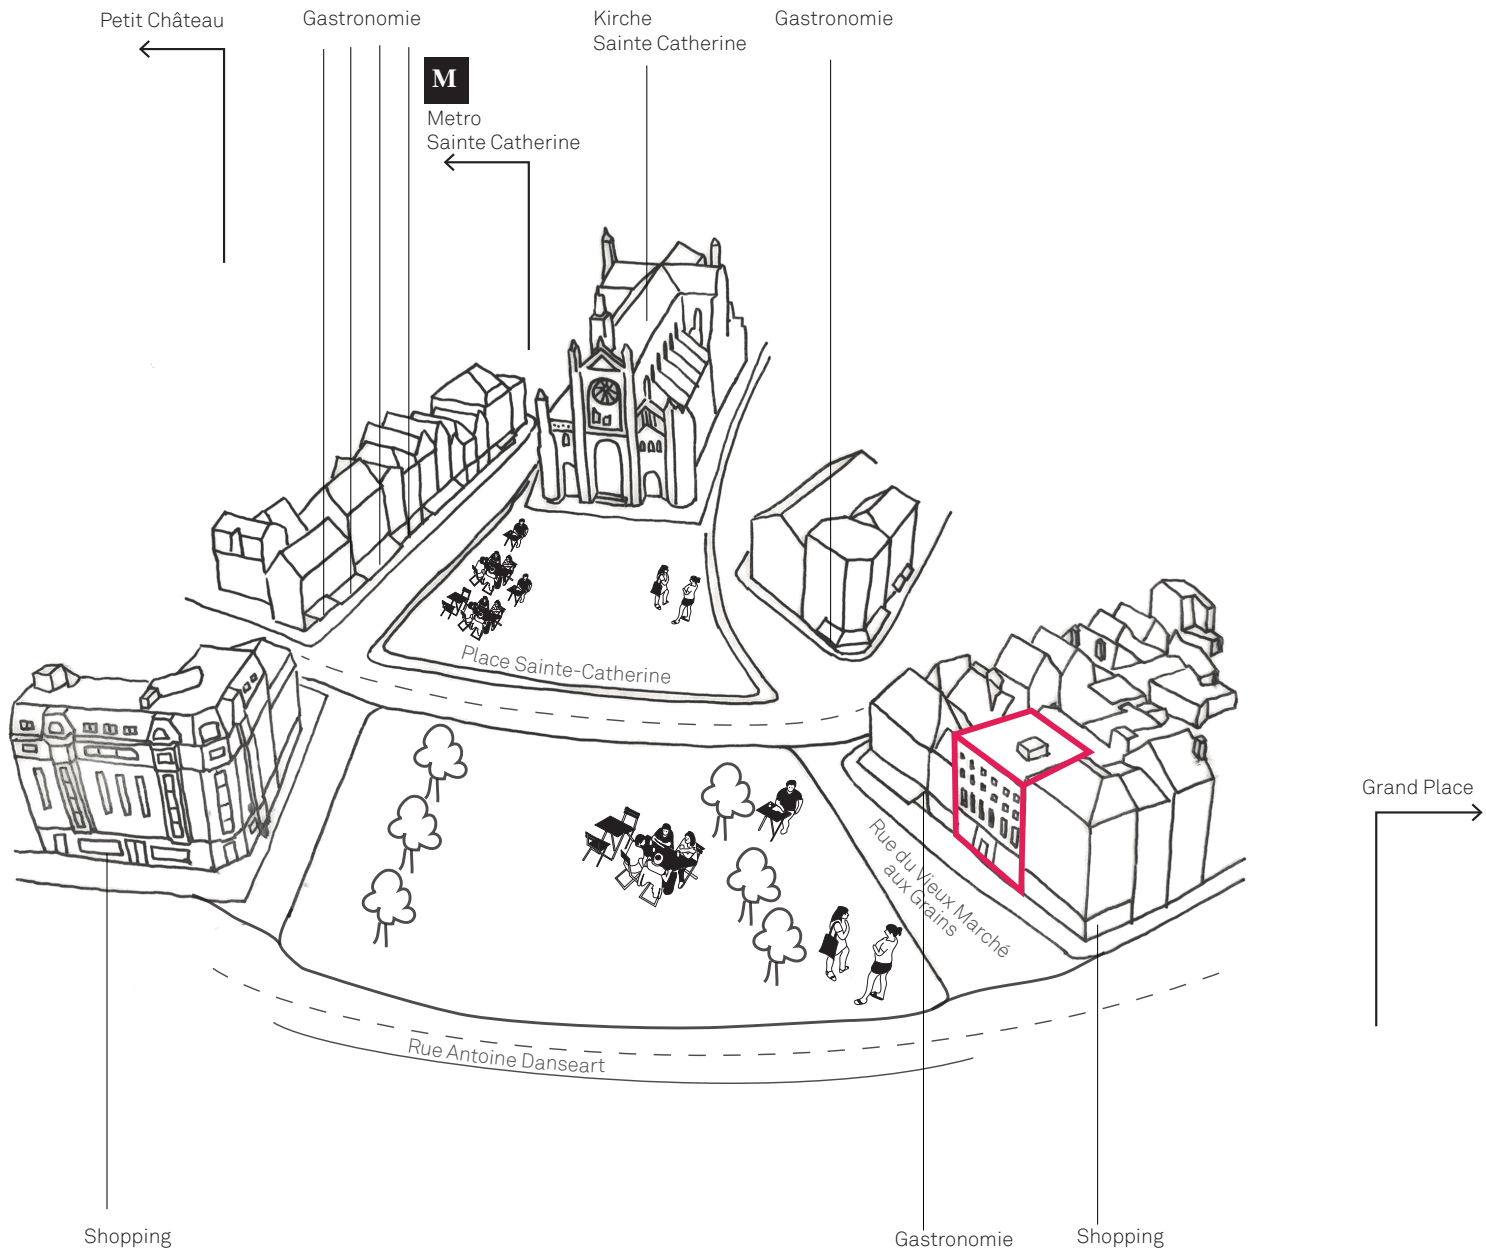 Petit Château
Gastronomie
Kirche
Sainte Catherine
Gastronomie
M
Metro
Sainte Catherine
Place Sainte-Catherine
Grand Place
Rue du Vieux Marché
aux Grains
Rue Antoine Danseart
Shopping
Gastronomie
Shopping